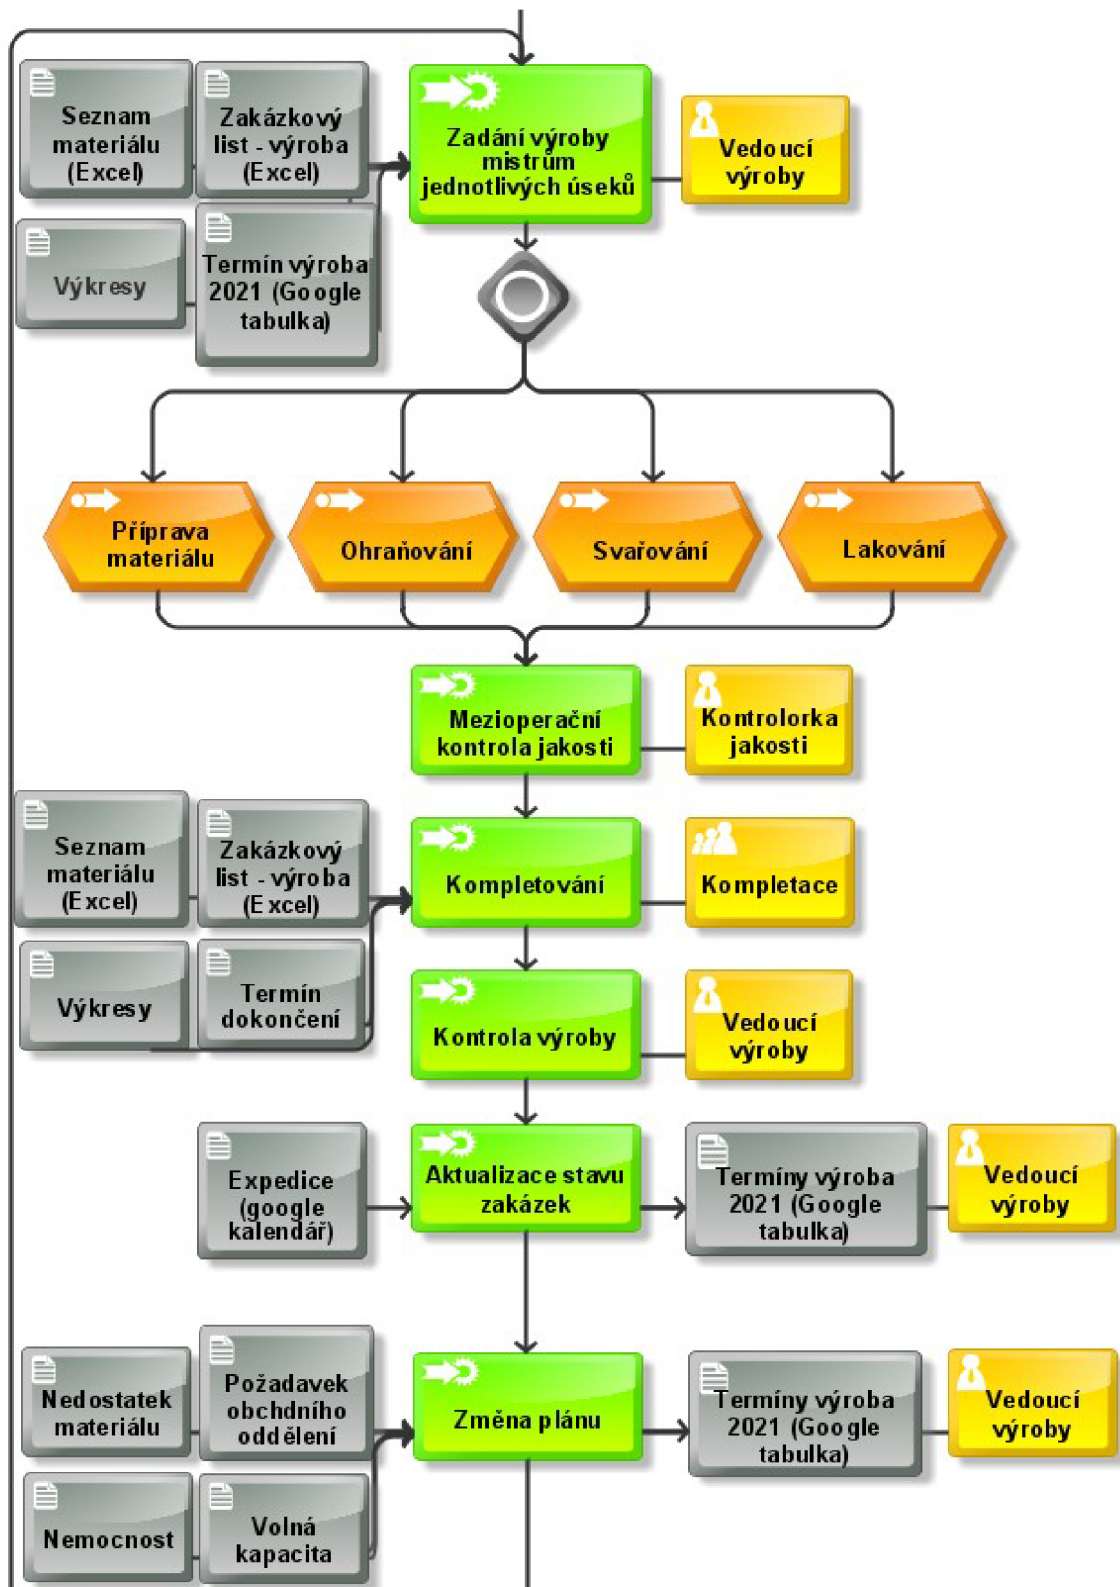 Seznam
materiálu
(Excel)
Zakázkový
list - výroba
(Excel)
Zadání výroby
mistrům
jednotlivých úseků
Vedoucí
výroby
Výkresy
Termín výroba
2021 (Google
tabulka)
Příprava
materiálu
Ohraňování
Svařování
Lakování
Mezioperační
kontrola jakosti
Kontrolorka
jakosti
Seznam
materiálu
(Excel)
Zakázkový
list - výroba
(Excel)
Kompletování
Kompletace
Výkresy
Termín
dokončení
Kontrola výroby
Vedoucí
výroby
Expedice
(google
kalendář)
Aktualizace stavu
zakázek
Termíny výroba
2021 (Google
tabulka)
Vedoucí
výroby
Nedostatek
materiálu
Požadavek
obchdního
oddělení
Změna plánu
Termíny výroba
2021 (Google
tabulka)
Vedoucí
výroby
Nemocnost
Volná
kapacita